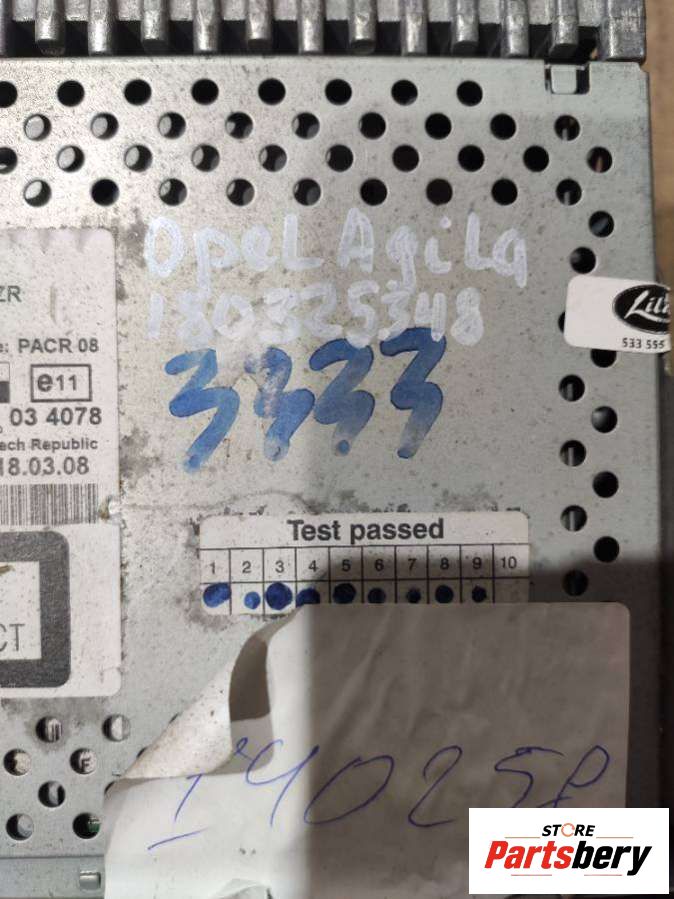 ZR
Opel Agila
180325348
3333
e: PACR 08
e11
03 4078
ech Republic
18.03.08
533 555
Test passed
1 2 3 4 5 6 7 8 9 10
CT
STORE
Partsbery